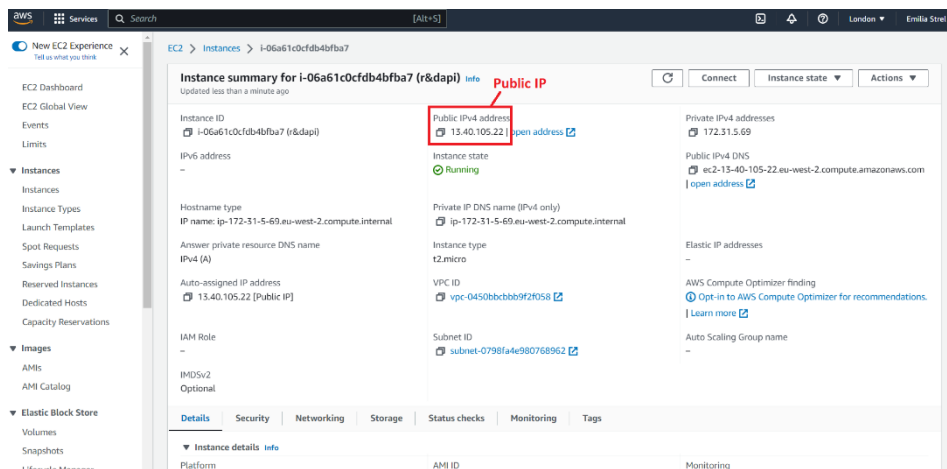 aws Services Search [Alt+S] London ▼ Emilia Strel
New EC2 Experience
Tell us what you think
EC2 Dashboard
EC2 Global View
Events
Limits
▼ Instances
Instances
Instance Types
Launch Templates
Spot Requests
Savings Plans
Reserved Instances
Dedicated Hosts
Capacity Reservations
▼ Images
AMIs
AMI Catalog
▼ Elastic Block Store
Volumes
Snapshots
Lifecycle Manager
EC2 > Instances > i-06a61c0cfdb4bfba7
Instance summary for i-06a61c0cfdb4bfba7 (r&dapi) Info
Updated less than a minute ago
Public IP
Connect Instance state ▼ Actions ▼
Instance ID
i-06a61c0cfdb4bfba7 (r&dapi)
Public IPv4 address
13.40.105.22 | open address
Private IPv4 addresses
172.31.5.69
IPv6 address
–
Instance state
Running
Public IPv4 DNS
ec2-13-40-105-22.eu-west-2.compute.amazonaws.com
| open address
Hostname type
IP name: ip-172-31-5-69.eu-west-2.compute.internal
Private IP DNS name (IPv4 only)
ip-172-31-5-69.eu-west-2.compute.internal
Answer private resource DNS name
IPv4 (A)
Instance type
t2.micro
Elastic IP addresses
–
Auto-assigned IP address
13.40.105.22 [Public IP]
VPC ID
vpc-0450bbcbbb9f2f058
AWS Compute Optimizer finding
Opt-in to AWS Compute Optimizer for recommendations.
| Learn more
IAM Role
–
Subnet ID
subnet-0798fa4e980768962
Auto Scaling Group name
–
IMDSv2
Optional
Details Security Networking Storage Status checks Monitoring Tags
▼ Instance details Info
Platform
AMI ID
Monitoring